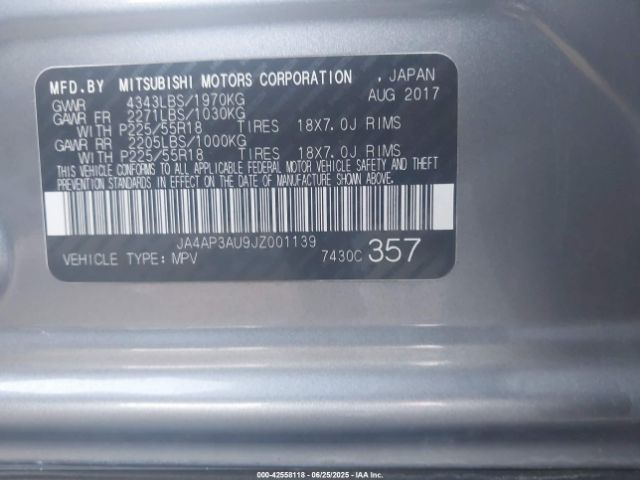 MFD.BY MITSUBISHI MOTORS CORPORATION , JAPAN
GVWR 4343LBS/1970KG AUG 2017
GAWR FR 2271LBS/1030KG
WITH P225/55R18 TIRES 18X7.0J RIMS
GAWR RR 2205LBS/1000KG
WITH P225/55R18 TIRES 18X7.0J RIMS
THIS VEHICLE CONFORMS TO ALL APPLICABLE FEDERAL MOTOR VEHICLE SAFETY AND THEFT
PREVENTION STANDARDS IN EFFECT ON THE DATE OF MANUFACTURE SHOWN ABOVE.
JA4AP3AU9JZ001139
VEHICLE TYPE: MPV 7430C 357
000-42558118 - 06/25/2025 - IAAI.COM